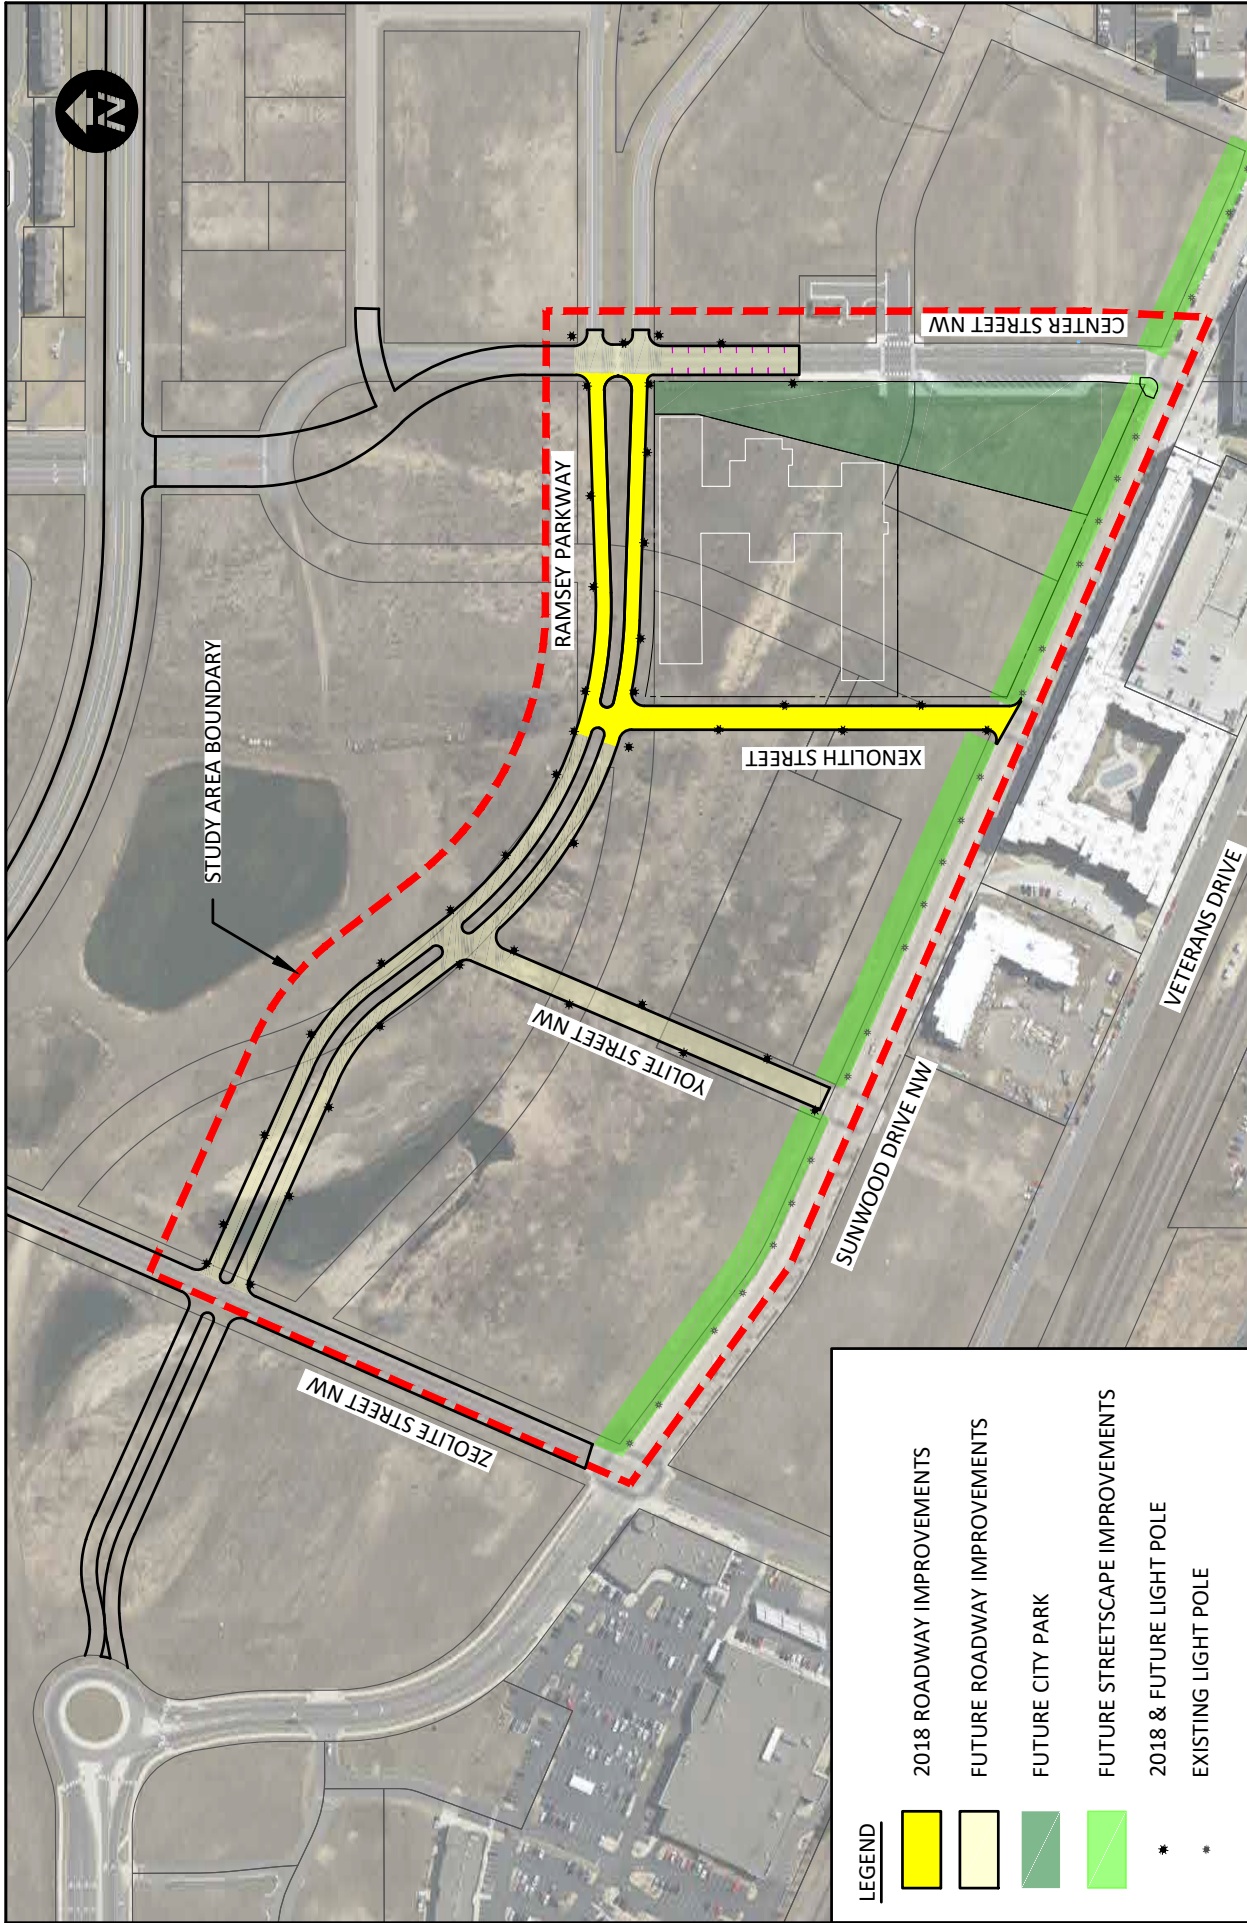 N
STUDY AREA BOUNDARY
RAMSEY PARKWAY
CENTER STREET NW
XENOLITH STREET
YOLITE STREET NW
ZEOLITE STREET NW
SUNWOOD DRIVE NW
VETERANS DRIVE
LEGEND
2018 ROADWAY IMPROVEMENTS
FUTURE ROADWAY IMPROVEMENTS
FUTURE CITY PARK
FUTURE STREETSCAPE IMPROVEMENTS
2018 & FUTURE LIGHT POLE
EXISTING LIGHT POLE